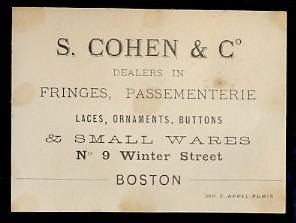 S. COHEN & Cº
DEALERS IN
FRINGES, PASSEMENTERIE
LACES, ORNAMENTS, BUTTONS
& SMALL WARES
Nº 9 Winter Street
BOSTON
IMP. F. APPEL. PARIS